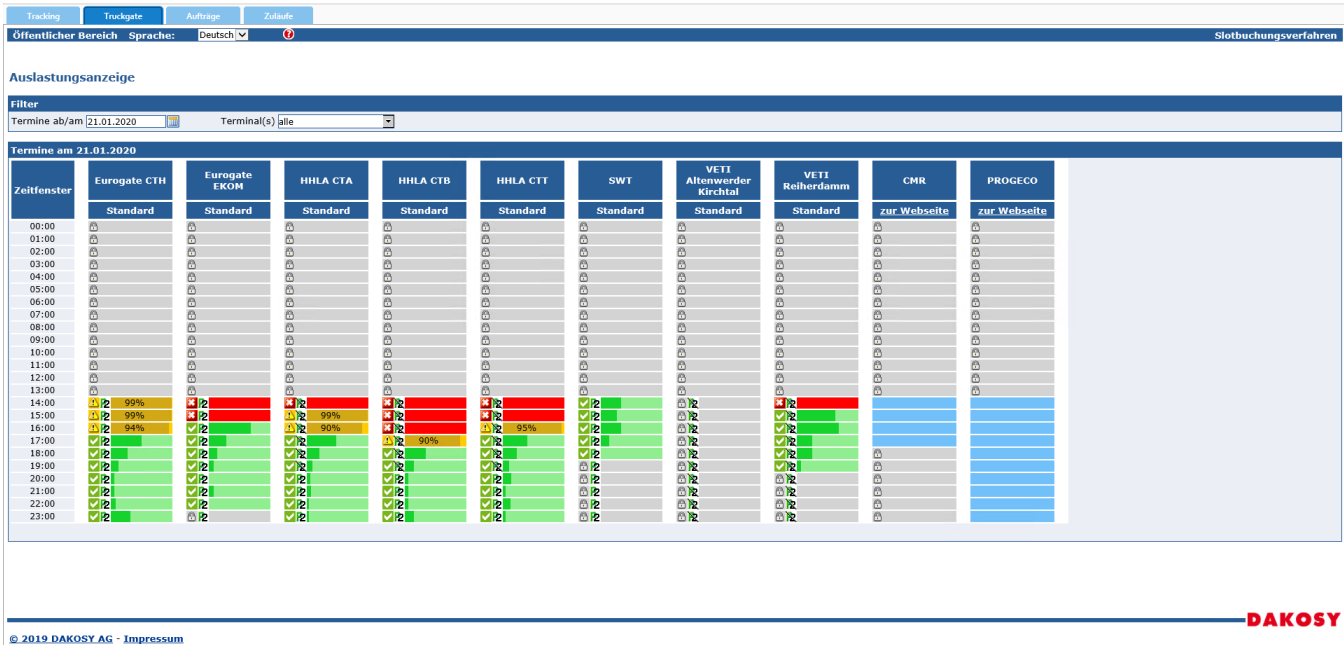 Tracking Truckgate Aufträge Zuläufe
Öffentlicher Bereich Sprache: Deutsch Slotbuchungsverfahren
Auslastungsanzeige
Filter
Termine ab/am 21.01.2020 Terminal(s) alle
Termine am 21.01.2020
Zeitfenster Eurogate CTH Eurogate EKOM HHLA CTA HHLA CTB HHLA CTT SWT VETI Altenwerder Kirchtal VETI Reiherdamm CMR PROGECO
Standard Standard Standard Standard Standard Standard Standard Standard zur Webseite zur Webseite
00:00
01:00
02:00
03:00
04:00
05:00
06:00
07:00
08:00
09:00
10:00
11:00
12:00
13:00
14:00 99%
15:00 99% 99%
16:00 94% 90% 95%
17:00 90%
18:00
19:00
20:00
21:00
22:00
23:00
DAKOSY
© 2019 DAKOSY AG - Impressum